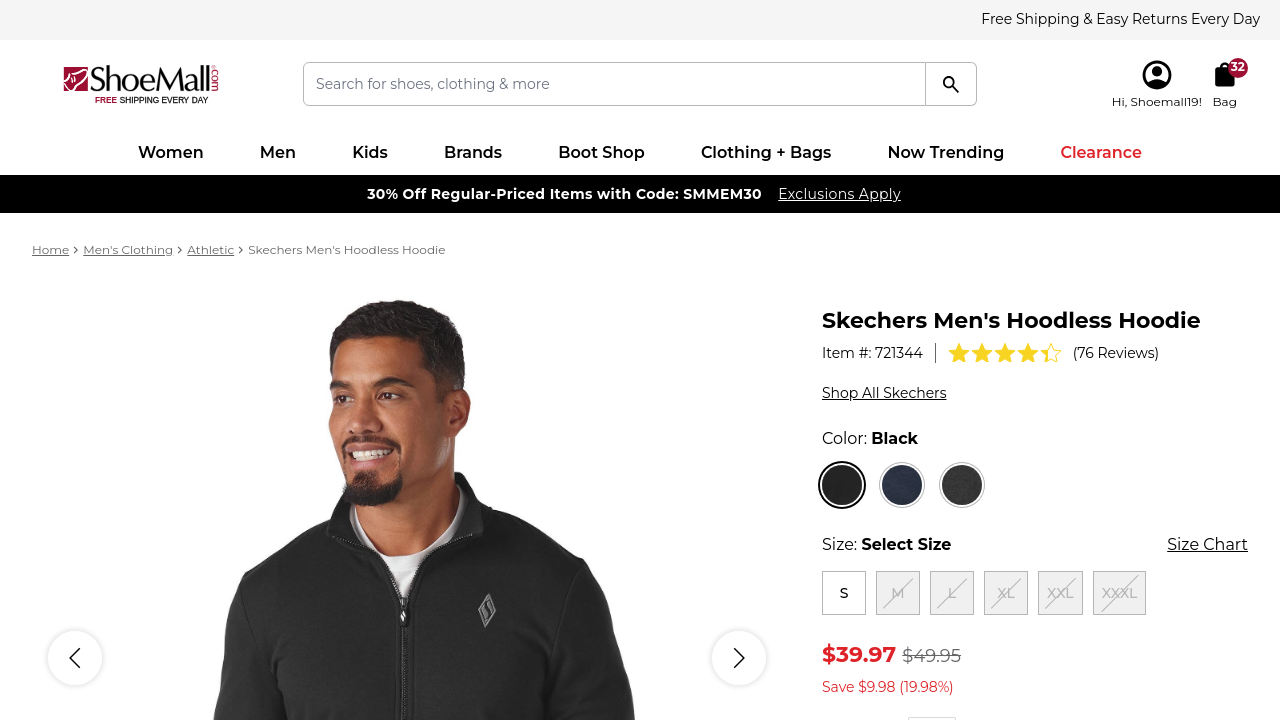 Free Shipping & Easy Returns Every Day
ShoeMall.com
FREE SHIPPING EVERY DAY
Search for shoes, clothing & more
32
Hi, Shoemall19!
Bag
Women
Men
Kids
Brands
Boot Shop
Clothing + Bags
Now Trending
Clearance
30% Off Regular-Priced Items with Code: SMMEM30 Exclusions Apply
Home > Men's Clothing > Athletic > Skechers Men's Hoodless Hoodie
Skechers Men's Hoodless Hoodie
Item #: 721344
(76 Reviews)
Shop All Skechers
Color: Black
Size: Select Size
Size Chart
S
M
L
XL
XXL
XXXL
$39.97 $49.95
Save $9.98 (19.98%)